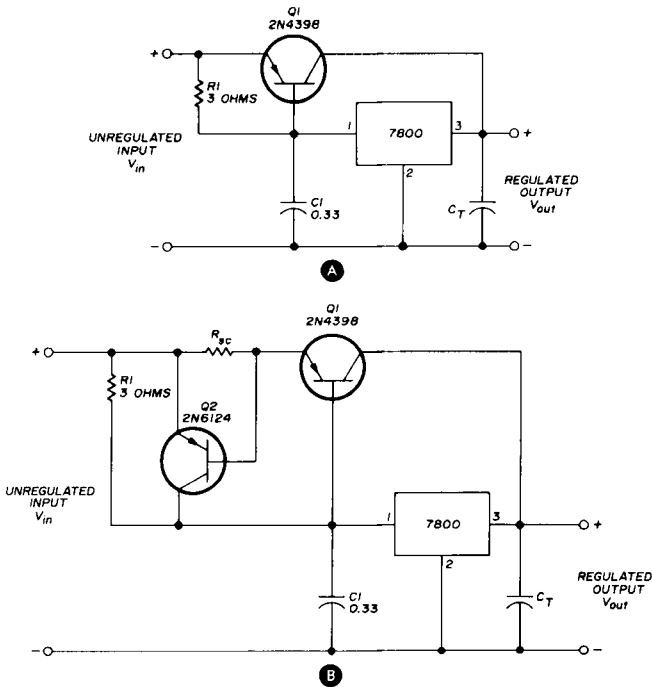 Q1
2N4398
+
R1
3 OHMS
UNREGULATED
INPUT
Vin
1
7800
3
+
2
C1
0.33
CT
REGULATED
OUTPUT
Vout
−
−
A
Q1
2N4398
Rsc
+
R1
3 OHMS
Q2
2N6124
UNREGULATED
INPUT
Vin
1
7800
3
+
2
C1
0.33
CT
REGULATED
OUTPUT
Vout
−
−
B